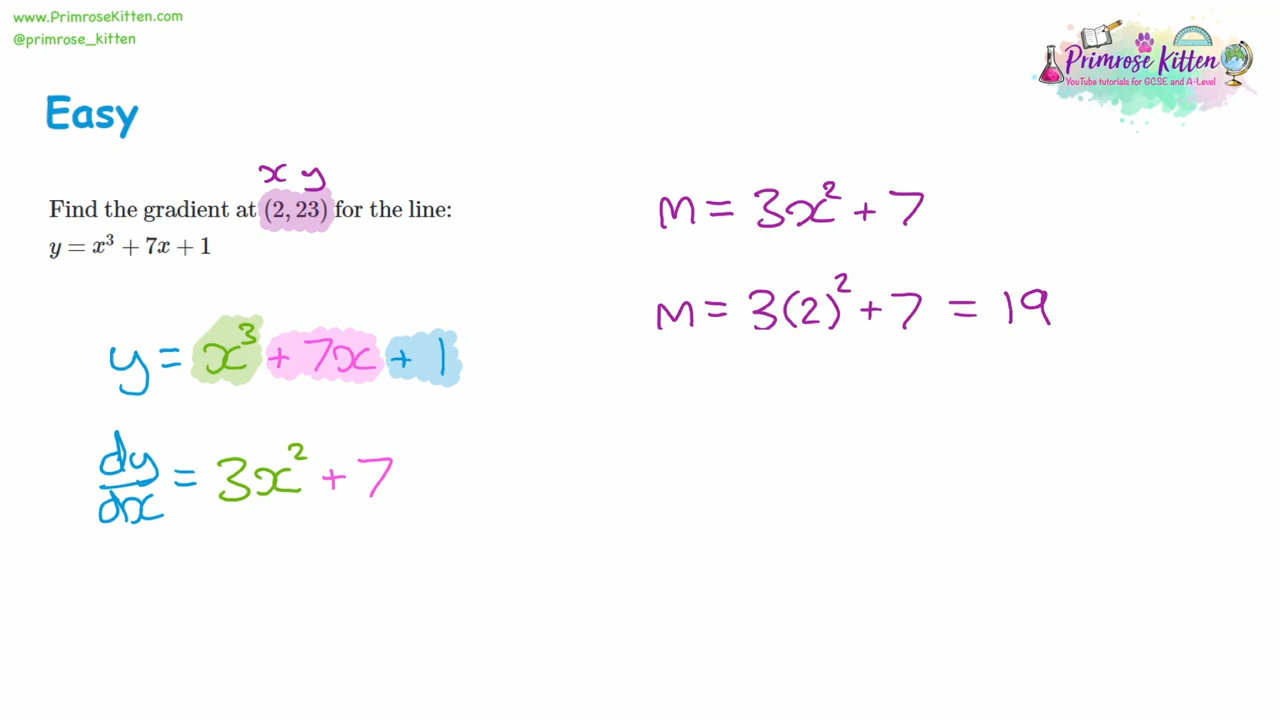 www.PrimroseKitten.com
@primrose_kitten
Primrose Kitten
YouTube tutorials for GCSE and A-Level
Easy
x y
Find the gradient at (2, 23) for the line:
y = x³ + 7x + 1
y = x³ + 7x + 1
dy/dx = 3x² + 7
m = 3x² + 7
m = 3(2)² + 7 = 19